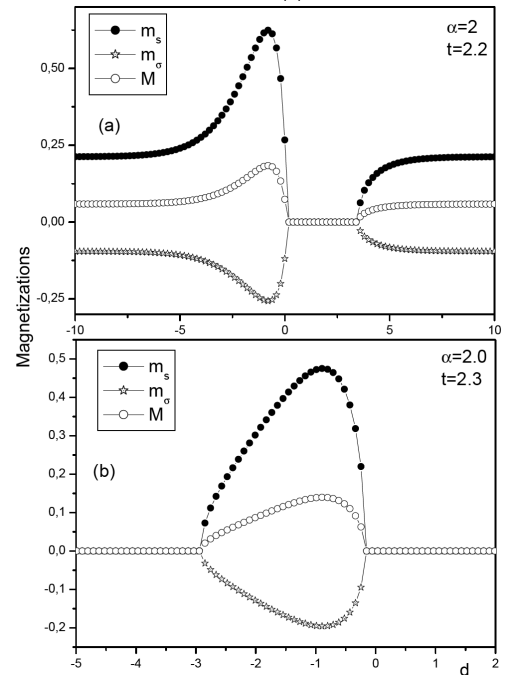 α=2
t=2.2
mₛ
m_σ
M
(a)
0,50
0,25
0,00
-0,25
-10 -5 0 5 10
Magnetizations
α=2.0
t=2.3
mₛ
m_σ
M
(b)
0,5
0,4
0,3
0,2
0,1
0,0
-0,1
-0,2
-5 -4 -3 -2 -1 0 1 2
d